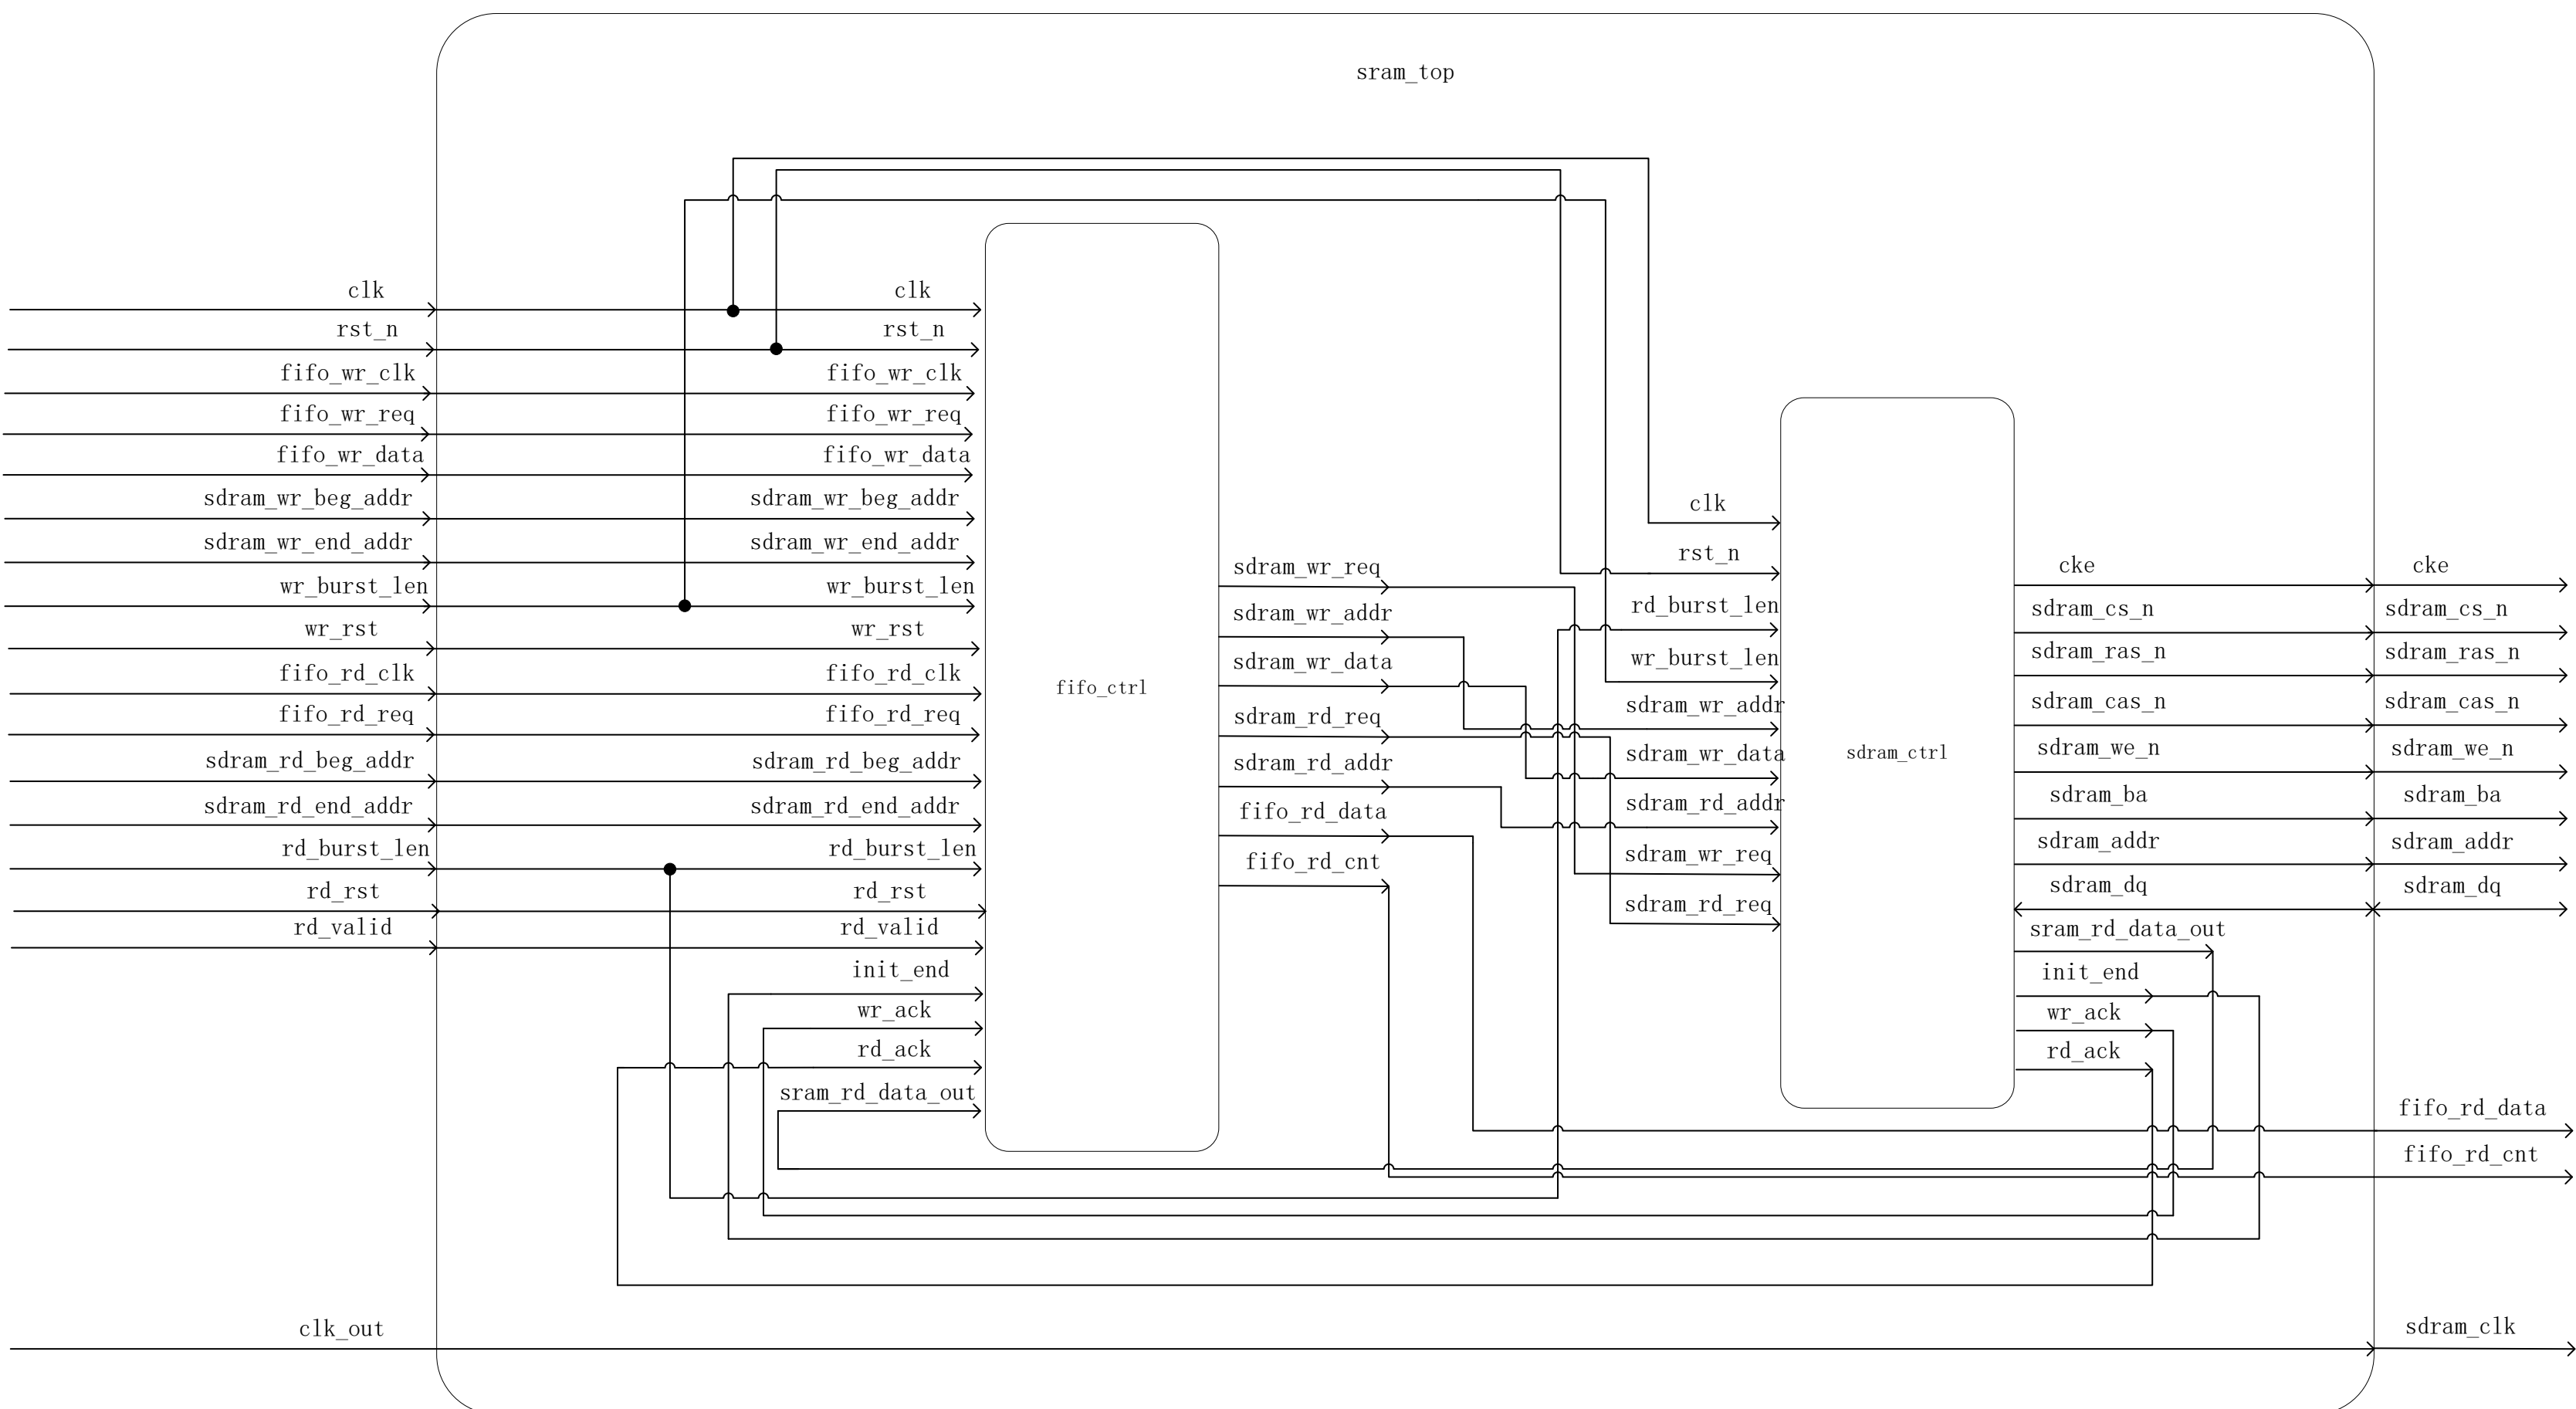 sram_top
clk
rst_n
fifo_wr_clk
fifo_wr_req
fifo_wr_data
sdram_wr_beg_addr
sdram_wr_end_addr
wr_burst_len
wr_rst
fifo_rd_clk
fifo_rd_req
sdram_rd_beg_addr
sdram_rd_end_addr
rd_burst_len
rd_rst
rd_valid
clk_out
clk
rst_n
fifo_wr_clk
fifo_wr_req
fifo_wr_data
sdram_wr_beg_addr
sdram_wr_end_addr
wr_burst_len
wr_rst
fifo_rd_clk
fifo_rd_req
sdram_rd_beg_addr
sdram_rd_end_addr
rd_burst_len
rd_rst
rd_valid
init_end
wr_ack
rd_ack
sram_rd_data_out
fifo_ctrl
sdram_wr_req
sdram_wr_addr
sdram_wr_data
sdram_rd_req
sdram_rd_addr
fifo_rd_data
fifo_rd_cnt
clk
rst_n
rd_burst_len
wr_burst_len
sdram_wr_addr
sdram_wr_data
sdram_rd_addr
sdram_wr_req
sdram_rd_req
sdram_ctrl
cke
sdram_cs_n
sdram_ras_n
sdram_cas_n
sdram_we_n
sdram_ba
sdram_addr
sdram_dq
sram_rd_data_out
init_end
wr_ack
rd_ack
cke
sdram_cs_n
sdram_ras_n
sdram_cas_n
sdram_we_n
sdram_ba
sdram_addr
sdram_dq
fifo_rd_data
fifo_rd_cnt
sdram_clk